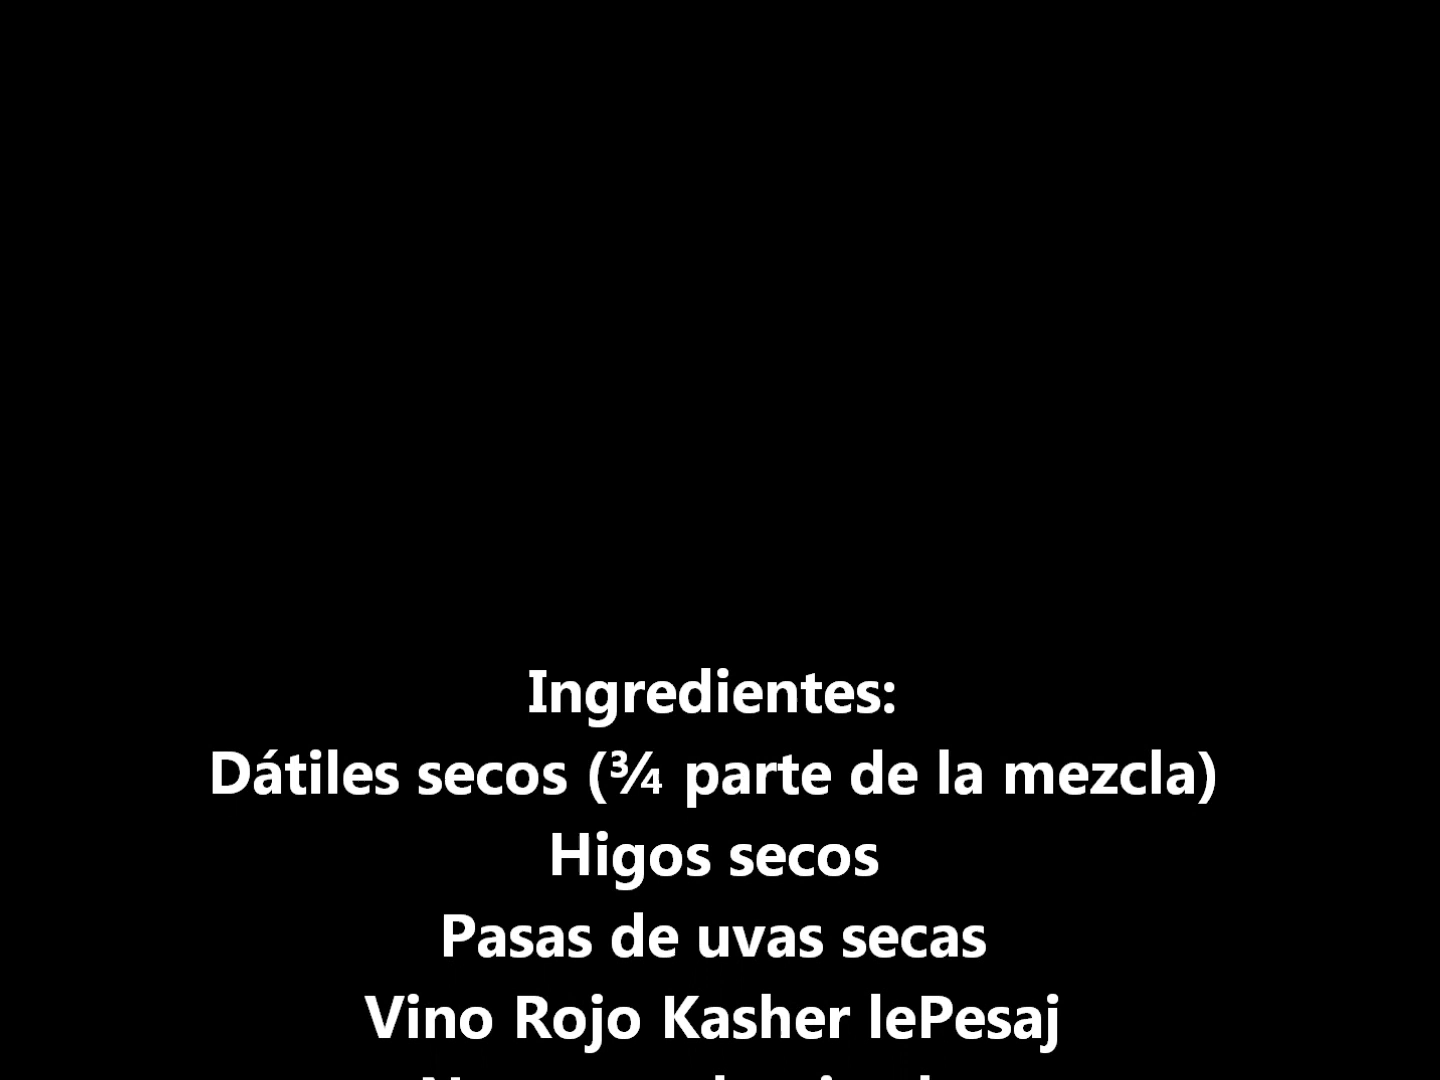 Ingredientes:
Dátiles secos (¾ parte de la mezcla)
Higos secos
Pasas de uvas secas
Vino Rojo Kasher lePesaj